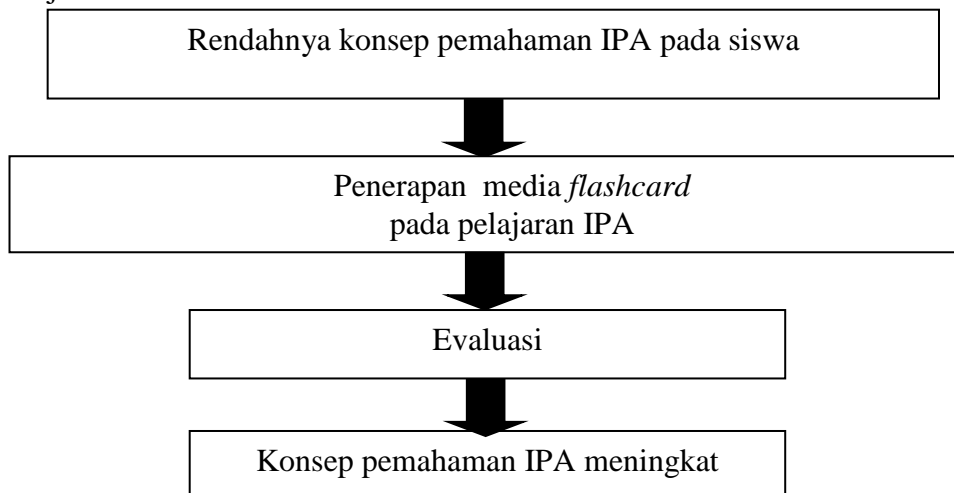 Rendahnya konsep pemahaman IPA pada siswa
Penerapan media flashcard
pada pelajaran IPA
Evaluasi
Konsep pemahaman IPA meningkat